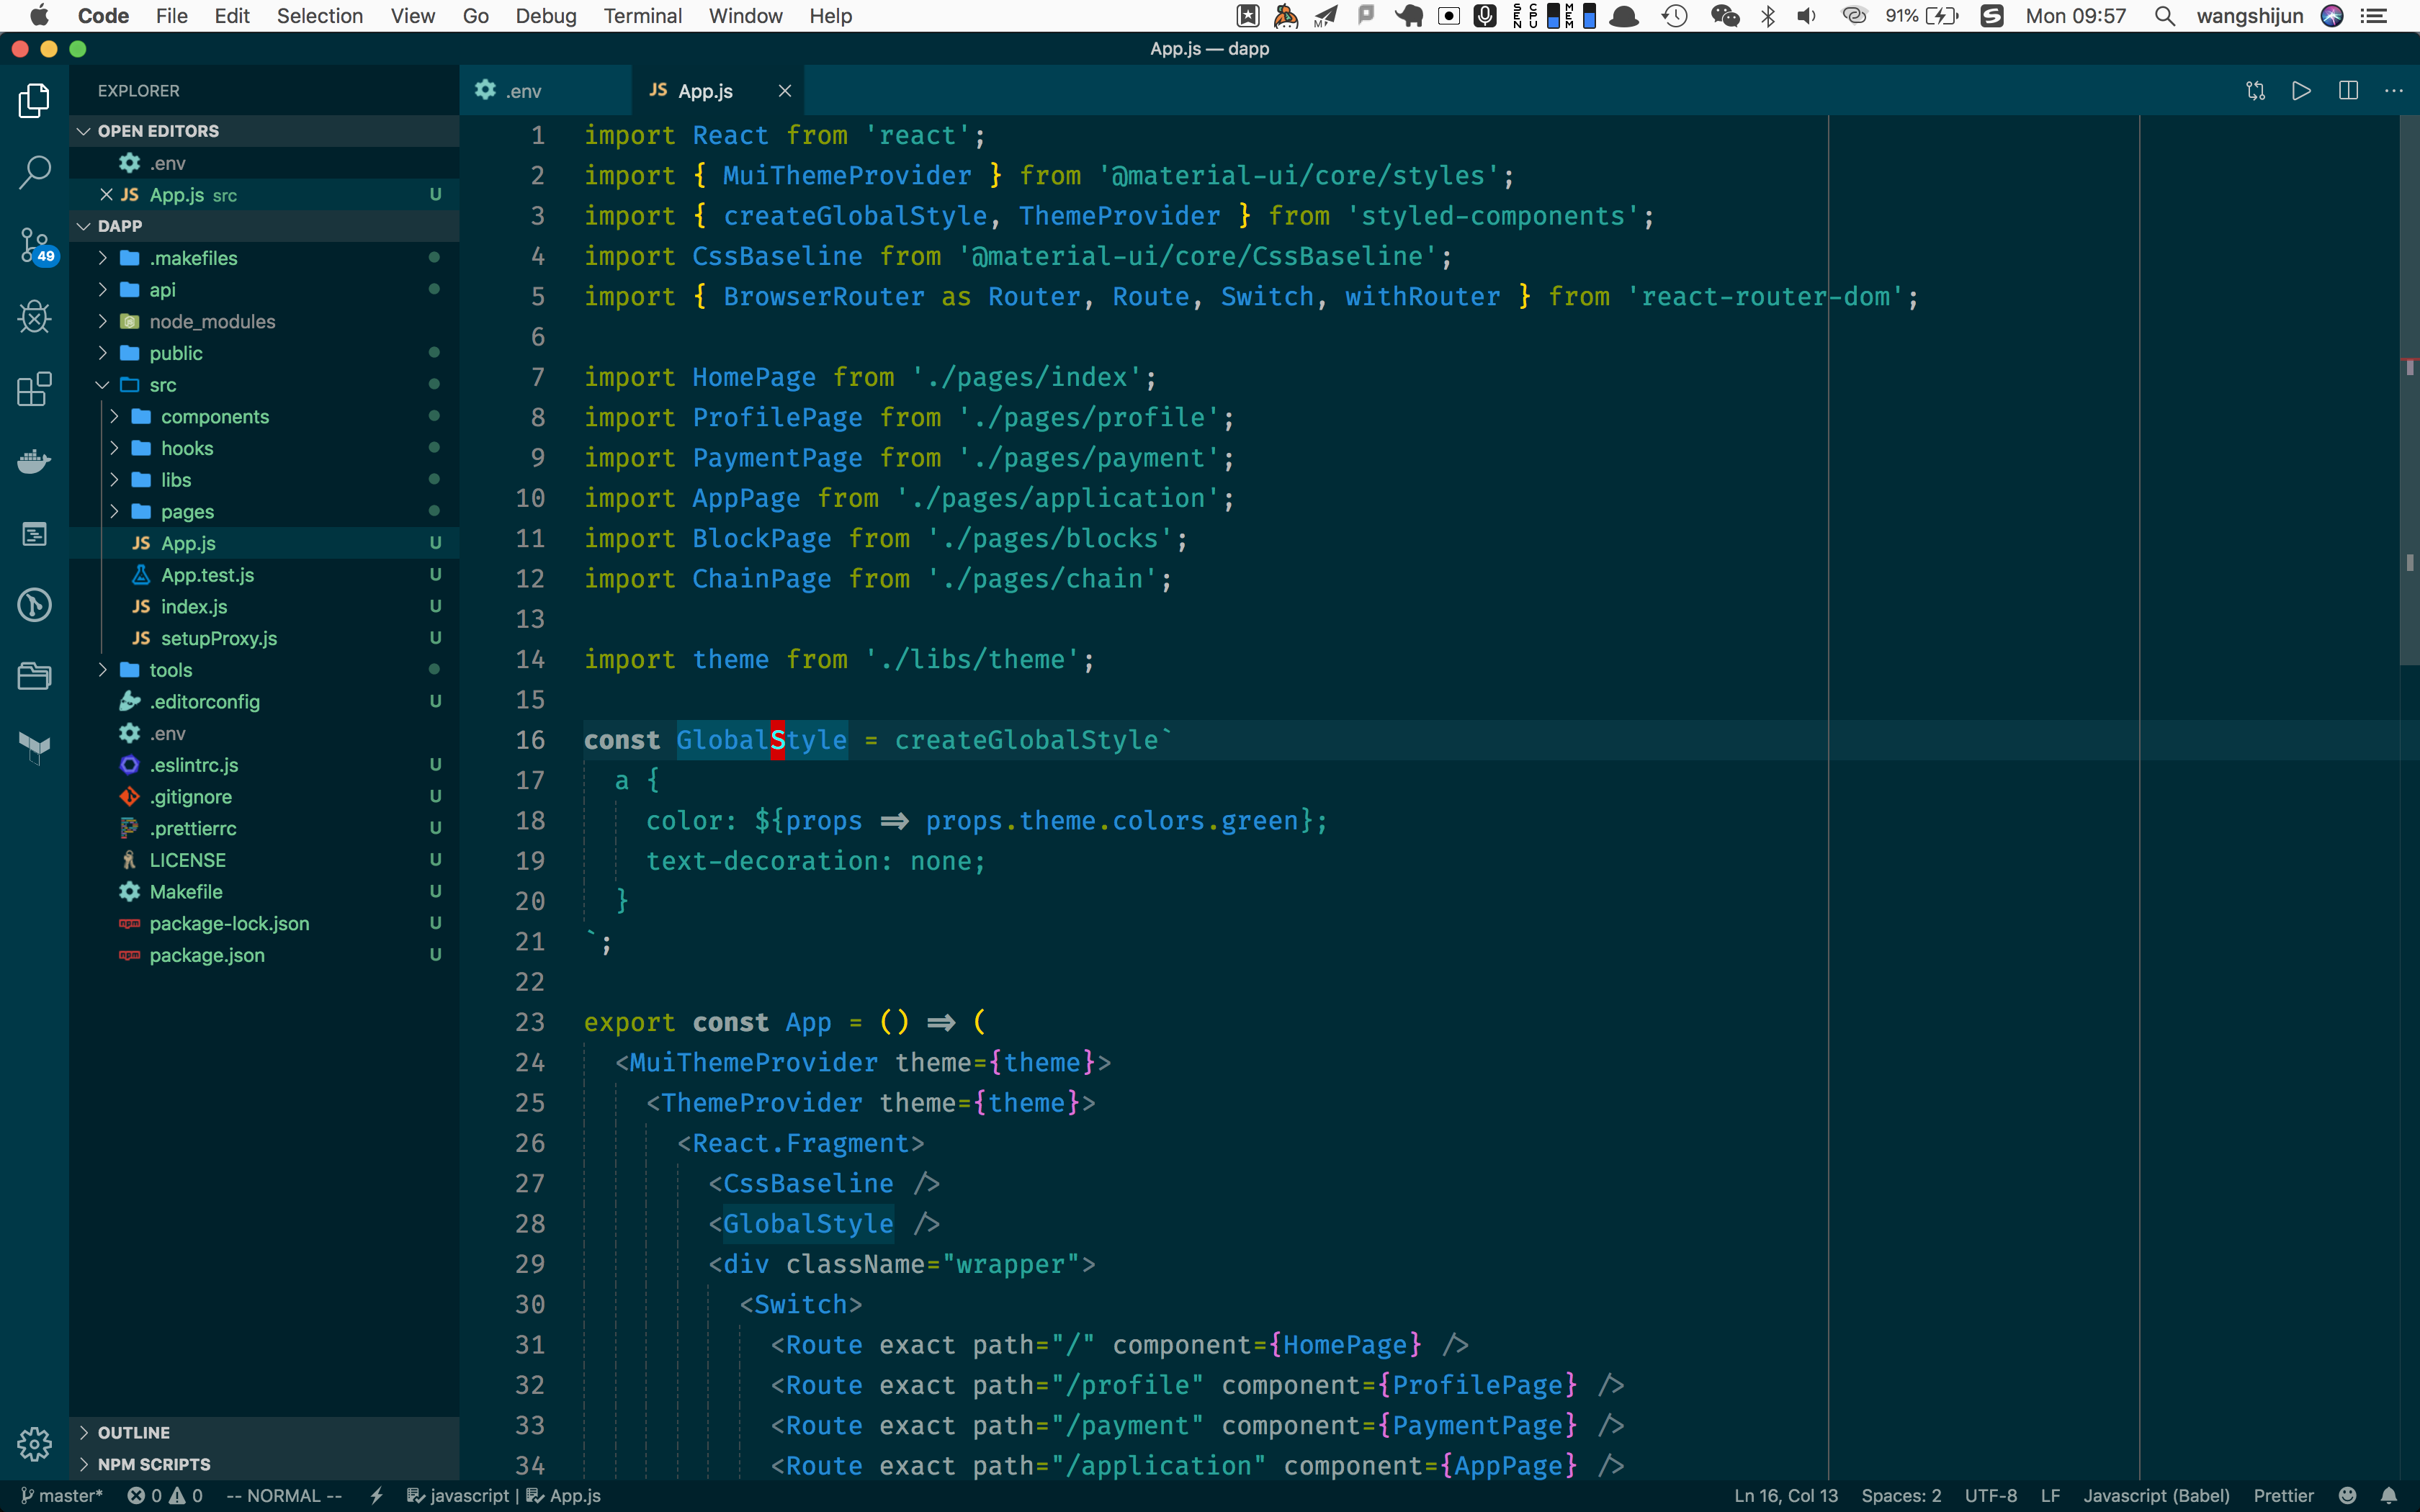 Code File Edit Selection View Go Debug Terminal Window Help
SEN CPU MEM 91% Mon 09:57 wangshijun
App.js — dapp
EXPLORER
OPEN EDITORS
.env
App.js src U
DAPP
.makefiles
api
node_modules
public
src
components
hooks
libs
pages
App.js U
App.test.js U
index.js U
setupProxy.js U
tools
.editorconfig U
.env
.eslintrc.js U
.gitignore U
.prettierrc U
LICENSE U
Makefile U
package-lock.json U
package.json U
OUTLINE
NPM SCRIPTS
49
.env JS App.js
1 import React from 'react';
2 import { MuiThemeProvider } from '@material-ui/core/styles';
3 import { createGlobalStyle, ThemeProvider } from 'styled-components';
4 import CssBaseline from '@material-ui/core/CssBaseline';
5 import { BrowserRouter as Router, Route, Switch, withRouter } from 'react-router-dom';
6
7 import HomePage from './pages/index';
8 import ProfilePage from './pages/profile';
9 import PaymentPage from './pages/payment';
10 import AppPage from './pages/application';
11 import BlockPage from './pages/blocks';
12 import ChainPage from './pages/chain';
13
14 import theme from './libs/theme';
15
16 const GlobalStyle = createGlobalStyle`
17 a {
18 color: ${props => props.theme.colors.green};
19 text-decoration: none;
20 }
21 `;
22
23 export const App = () => (
24 <MuiThemeProvider theme={theme}>
25 <ThemeProvider theme={theme}>
26 <React.Fragment>
27 <CssBaseline />
28 <GlobalStyle />
29 <div className="wrapper">
30 <Switch>
31 <Route exact path="/" component={HomePage} />
32 <Route exact path="/profile" component={ProfilePage} />
33 <Route exact path="/payment" component={PaymentPage} />
34 <Route exact path="/application" component={AppPage} />
master* 0 0 -- NORMAL -- javascript | App.js Ln 16, Col 13 Spaces: 2 UTF-8 LF Javascript (Babel) Prettier